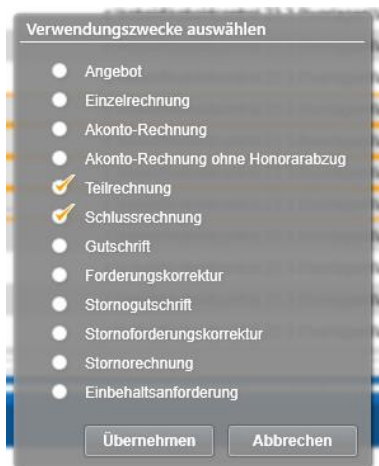 Verwendungszwecke auswählen
Angebot
Einzelrechnung
Akonto-Rechnung
Akonto-Rechnung ohne Honorarabzug
Teilrechnung
Schlussrechnung
Gutschrift
Forderungskorrektur
Stornogutschrift
Stornoforderungskorrektur
Stornorechnung
Einbehaltsanforderung
Übernehmen Abbrechen